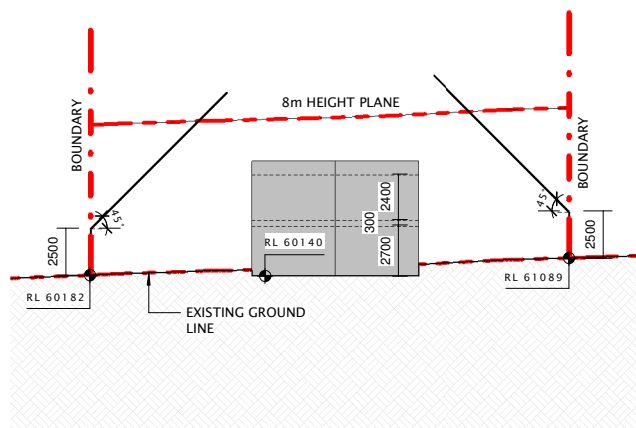 8m HEIGHT PLANE
BOUNDARY
BOUNDARY
45°
45°
2400
300
2700
2500
2500
RL 60140
RL 60182
RL 61089
EXISTING GROUND
LINE